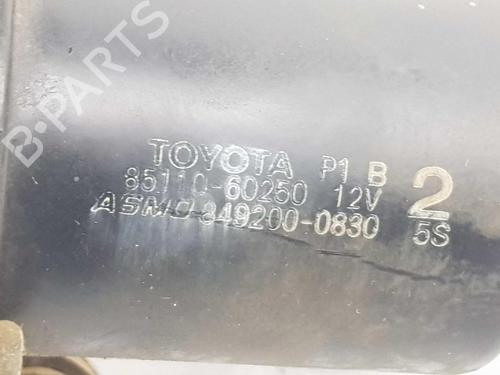 B-PARTS
TOYOTA P1 B 2
85110-60250 12V
ASMO 849200-0830 5S